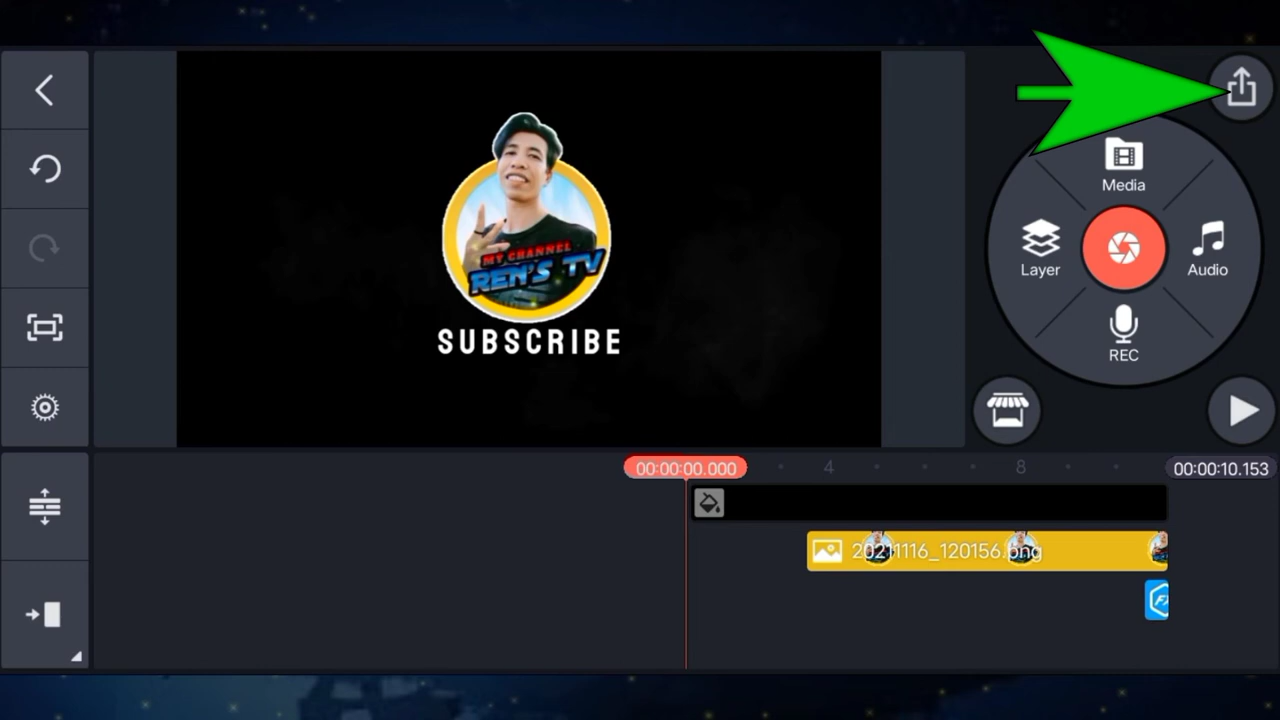 Media
Layer
Audio
REC
MY CHANNEL
REN'S TV
SUBSCRIBE
00:00:00.000
4
8
00:00:10.153
20211116_120156.png
FX